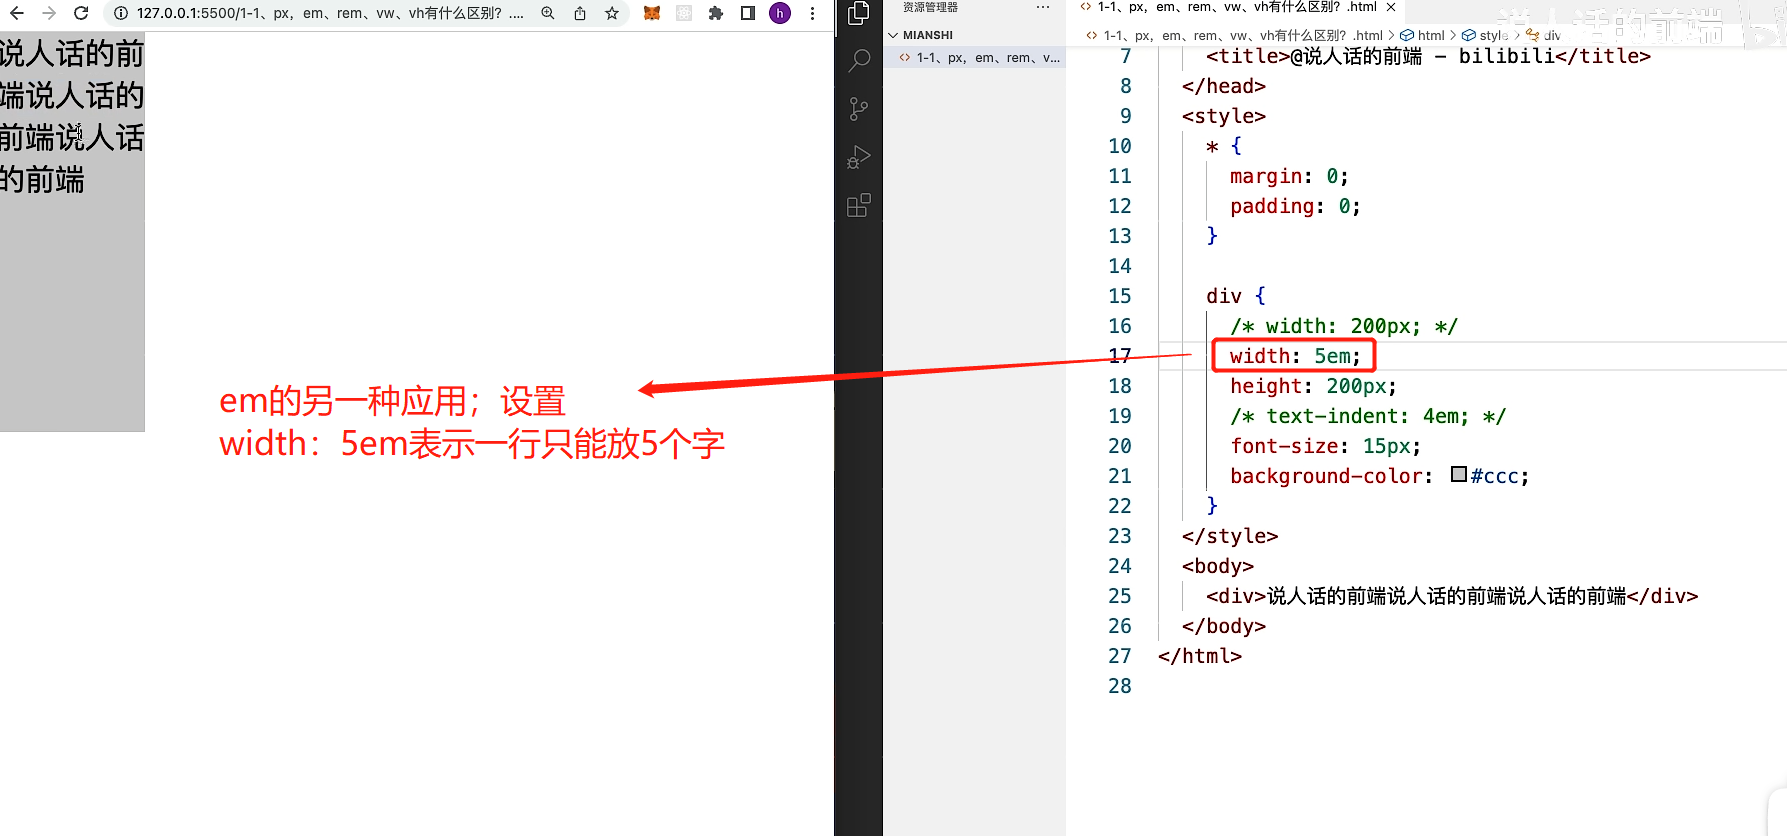 127.0.0.1:5500/1-1、px，em、rem、vw、vh有什么区别？....
h
说人话的前
端说人话的
前端说人话
的前端
em的另一种应用；设置
width：5em表示一行只能放5个字
资源管理器
MIANSHI
1-1、px，em、rem、v...
1-1、px，em、rem、vw、vh有什么区别？.html
1-1、px，em、rem、vw、vh有什么区别？.html > html > style > div
说人话的前端
7 <title>@说人话的前端 - bilibili</title>
8 </head>
9 <style>
10 * {
11 margin: 0;
12 padding: 0;
13 }
14
15 div {
16 /* width: 200px; */
17 width: 5em;
18 height: 200px;
19 /* text-indent: 4em; */
20 font-size: 15px;
21 background-color: #ccc;
22 }
23 </style>
24 <body>
25 <div>说人话的前端说人话的前端说人话的前端</div>
26 </body>
27 </html>
28